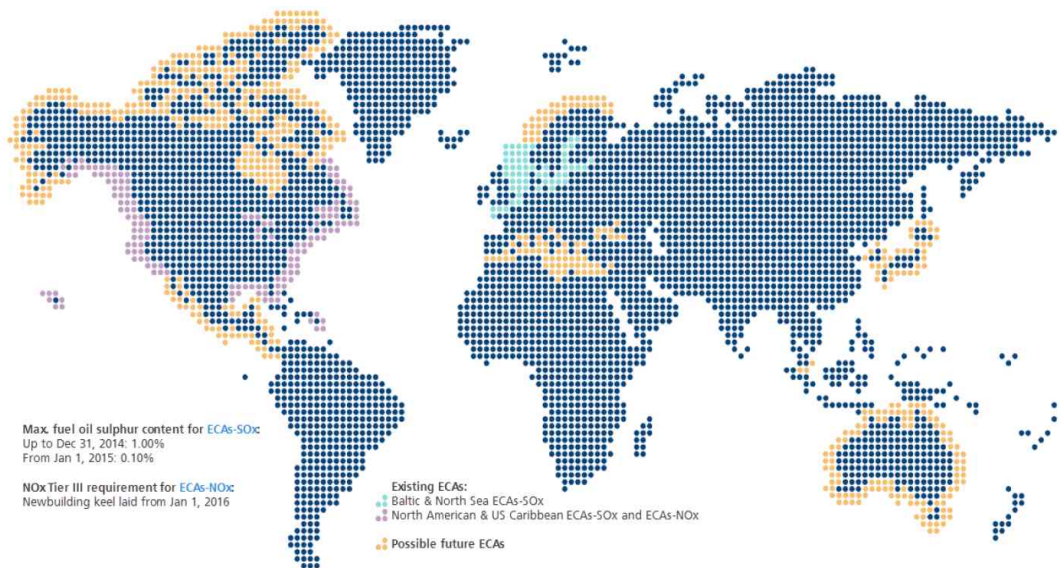 Max. fuel oil sulphur content for ECAs-SOx:
Up to Dec 31, 2014: 1.00%
From Jan 1, 2015: 0.10%
NOx Tier III requirement for ECAs-NOx:
Newbuilding keel laid from Jan 1, 2016
Existing ECAs:
Baltic & North Sea ECAs-SOx
North American & US Caribbean ECAs-SOx and ECAs-NOx
Possible future ECAs